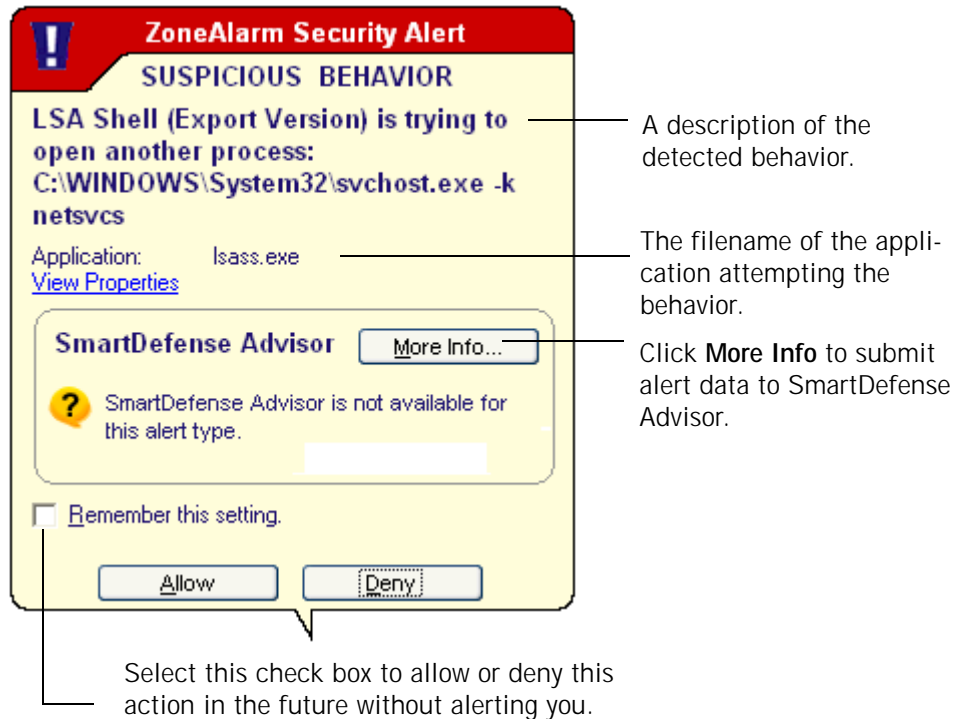 ZoneAlarm Security Alert
SUSPICIOUS BEHAVIOR
LSA Shell (Export Version) is trying to
open another process:
C:\WINDOWS\System32\svchost.exe -k
netsvcs
Application: lsass.exe
View Properties
SmartDefense Advisor
More Info...
SmartDefense Advisor is not available for
this alert type.
Remember this setting.
Allow
Deny
A description of the
detected behavior.
The filename of the appli-
cation attempting the
behavior.
Click More Info to submit
alert data to SmartDefense
Advisor.
Select this check box to allow or deny this
action in the future without alerting you.